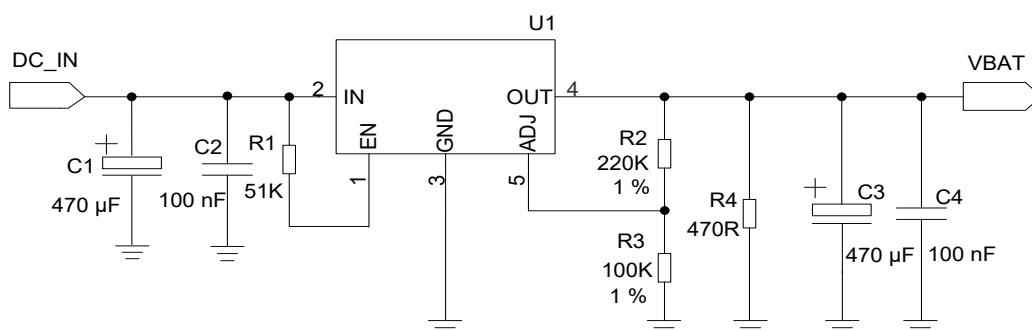 U1
DC_IN
VBAT
2
IN
OUT
4
EN
GND
ADJ
1
3
5
C1
470 µF
C2
100 nF
R1
51K
R2
220K
1 %
R3
100K
1 %
R4
470R
C3
470 µF
C4
100 nF
+
+